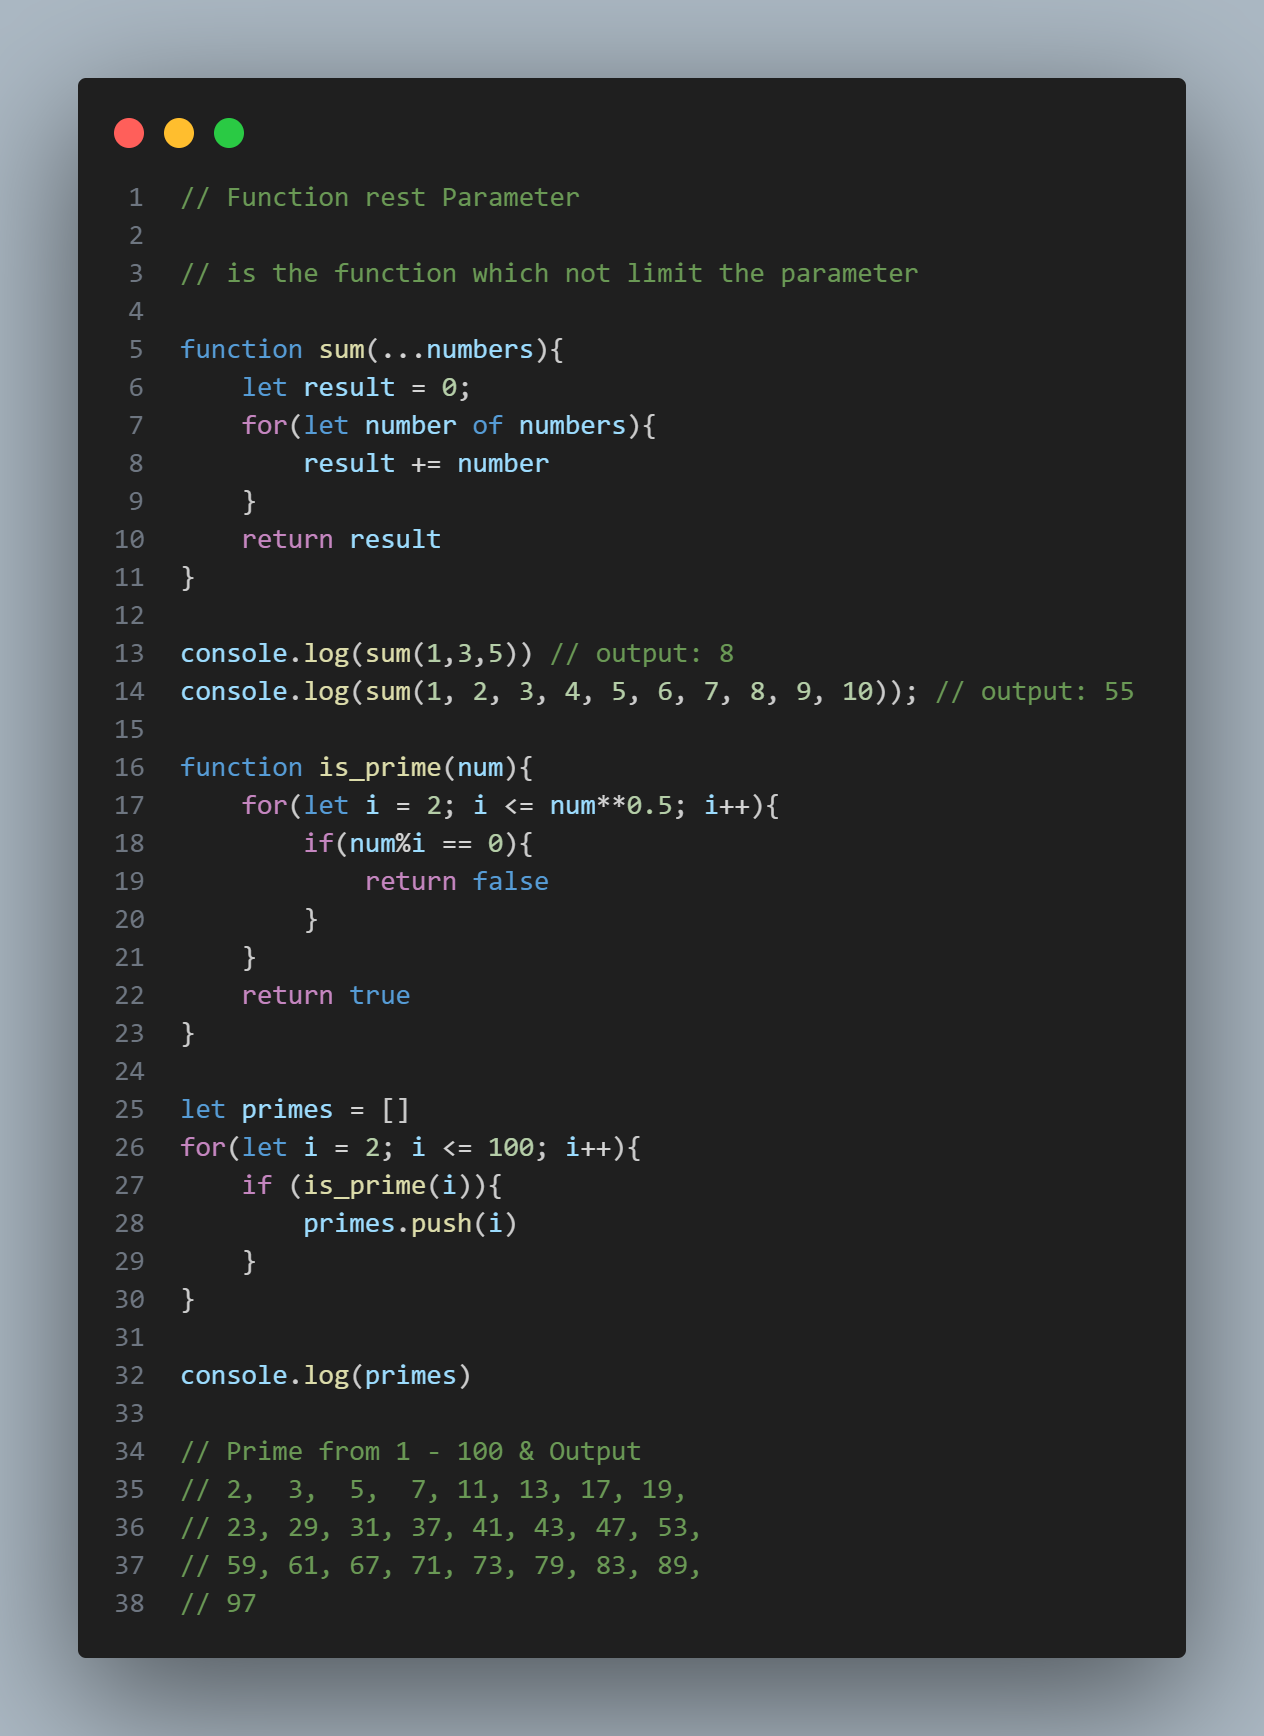 1 // Function rest Parameter
2
3 // is the function which not limit the parameter
4
5 function sum(...numbers){
6     let result = 0;
7     for(let number of numbers){
8         result += number
9     }
10     return result
11 }
12
13 console.log(sum(1,3,5)) // output: 8
14 console.log(sum(1, 2, 3, 4, 5, 6, 7, 8, 9, 10)); // output: 55
15
16 function is_prime(num){
17     for(let i = 2; i <= num**0.5; i++){
18         if(num%i == 0){
19             return false
20         }
21     }
22     return true
23 }
24
25 let primes = []
26 for(let i = 2; i <= 100; i++){
27     if (is_prime(i)){
28         primes.push(i)
29     }
30 }
31
32 console.log(primes)
33
34 // Prime from 1 - 100 & Output
35 // 2,  3,  5,  7, 11, 13, 17, 19,
36 // 23, 29, 31, 37, 41, 43, 47, 53,
37 // 59, 61, 67, 71, 73, 79, 83, 89,
38 // 97